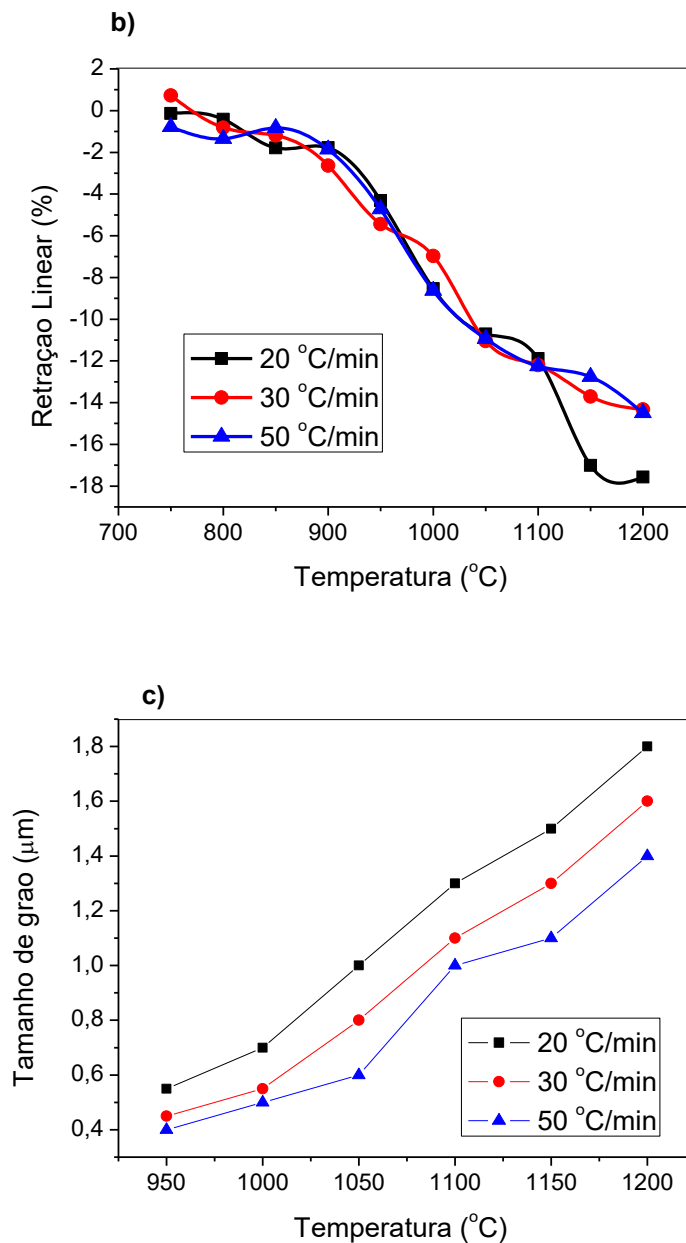 b)
2
0
-2
-4
-6
-8
-10
-12
-14
-16
-18
Retraçao Linear (%)
20 °C/min
30 °C/min
50 °C/min
700 800 900 1000 1100 1200
Temperatura (°C)
c)
1,8
1,6
1,4
1,2
1,0
0,8
0,6
0,4
Tamanho de grao (μm)
20 °C/min
30 °C/min
50 °C/min
950 1000 1050 1100 1150 1200
Temperatura (°C)